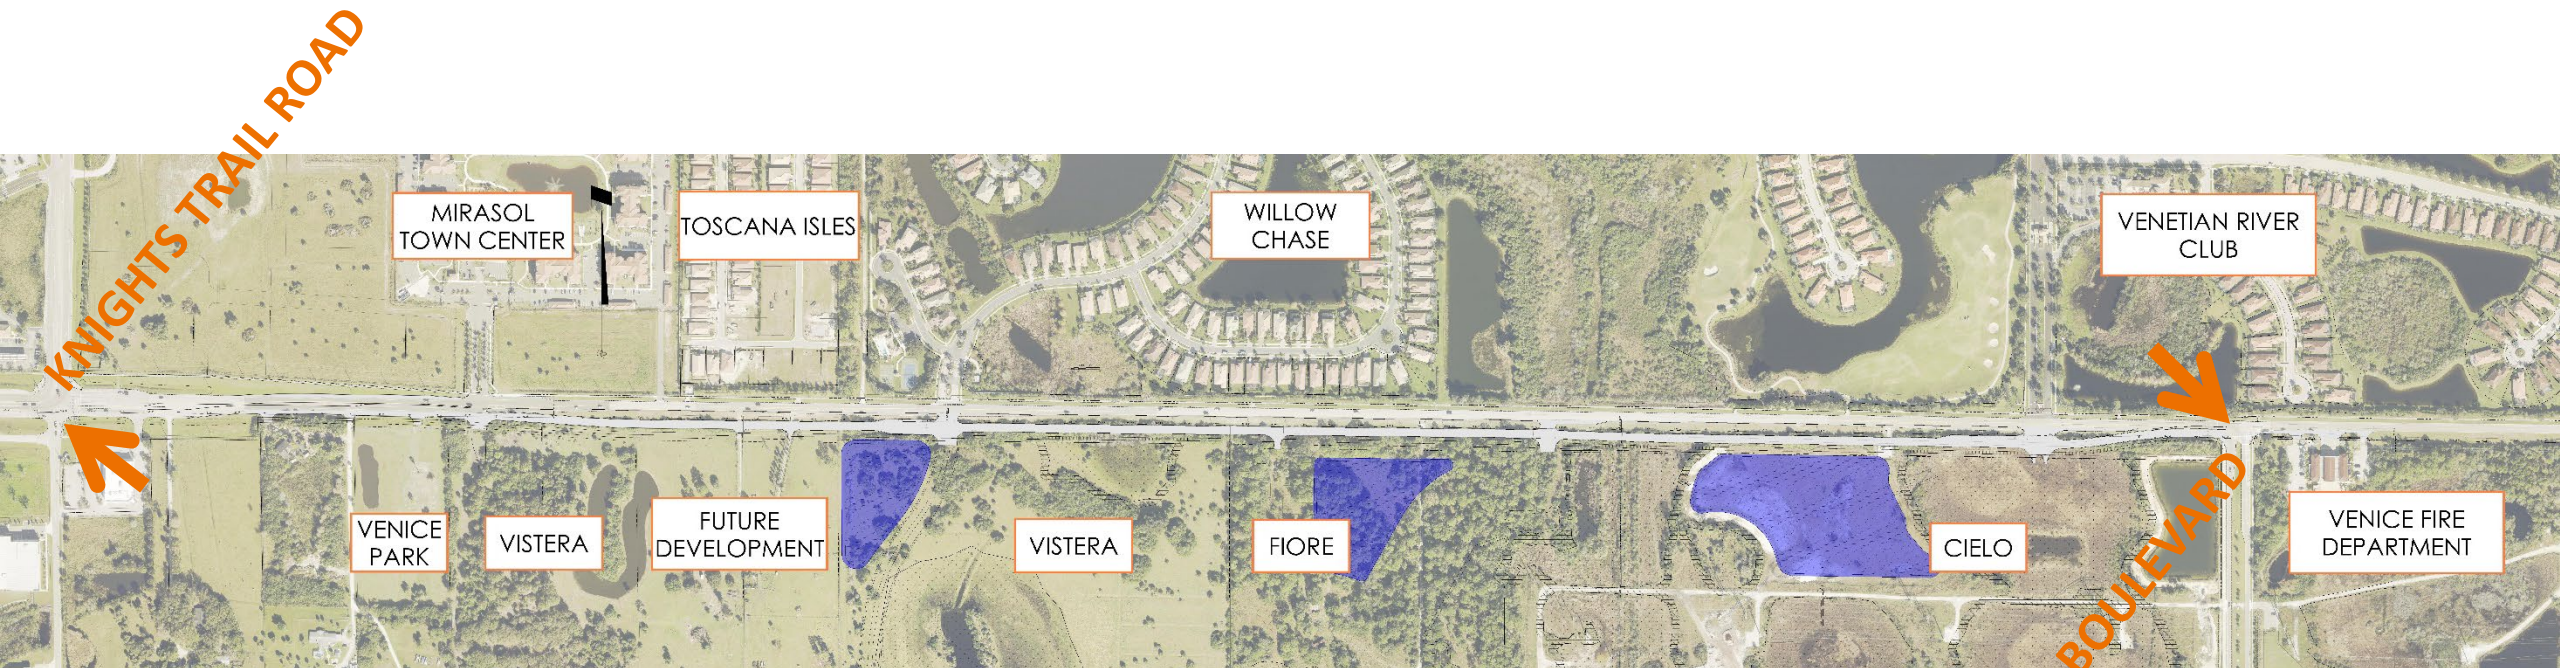 KNIGHTS TRAIL ROAD
MIRASOL
TOWN CENTER
TOSCANA ISLES
WILLOW
CHASE
VENETIAN RIVER
CLUB
VENICE
PARK
VISTERA
FUTURE
DEVELOPMENT
VISTERA
FIORE
CIELO
VENICE FIRE
DEPARTMENT
BOULEVARD